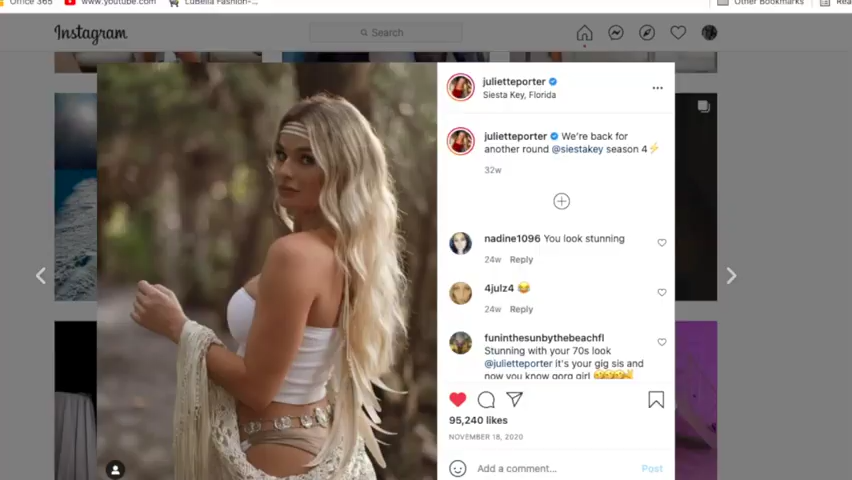 Office 365
www.youtube.com
LuBella Fashion-...
Other Bookmarks
Rea
Instagram
Search
julietteporter
Siesta Key, Florida
julietteporter We're back for
another round @siestakey season 4⚡
32w
nadine1096 You look stunning
24w Reply
4julz4 😂
24w Reply
funinthesunbythebeachfl
Stunning with your 70s look
@julietteporter it's your gig sis and
now you know gorg girl
95,240 likes
NOVEMBER 18, 2020
Add a comment...
Post